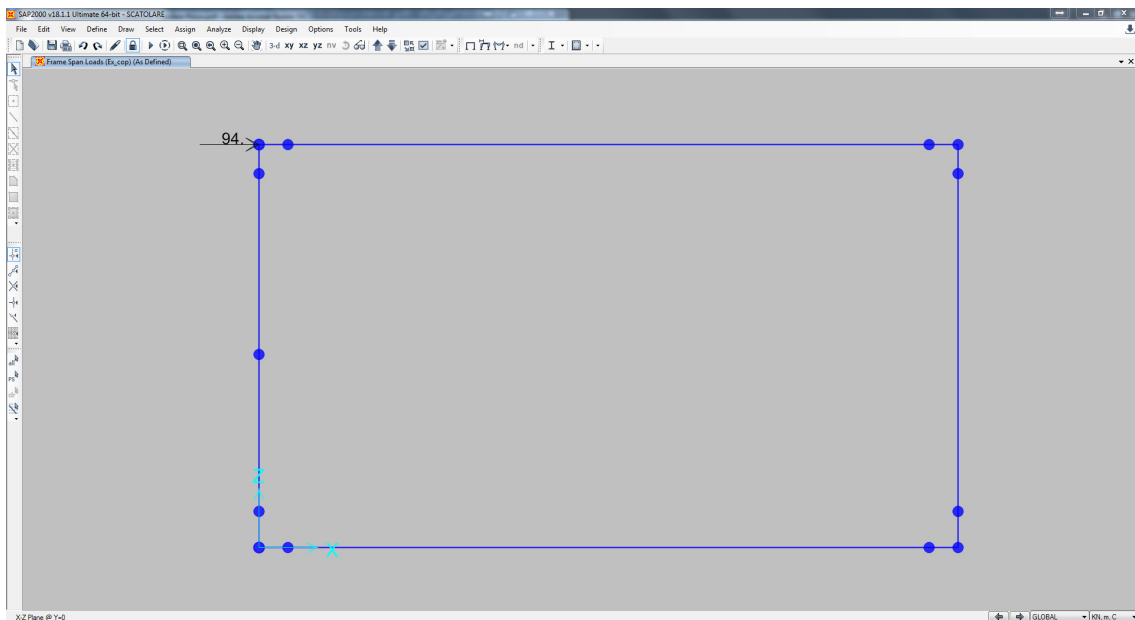 SAP2000 v18.1.1 Ultimate 64-bit - SCATOLARE
File Edit View Define Draw Select Assign Analyze Display Design Options Tools Help
3-d xy xz yz nv nd
Frame Span Loads (Ex_cop) (As Defined)
94.
all
PS
Z
X
X-Z Plane @ Y=0
GLOBAL
KN, m, C